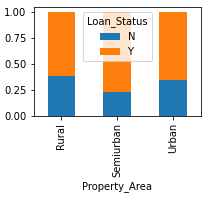 Loan_Status
N
Y
1.00
0.75
0.50
0.25
0.00
Rural
Semiurban
Urban
Property_Area